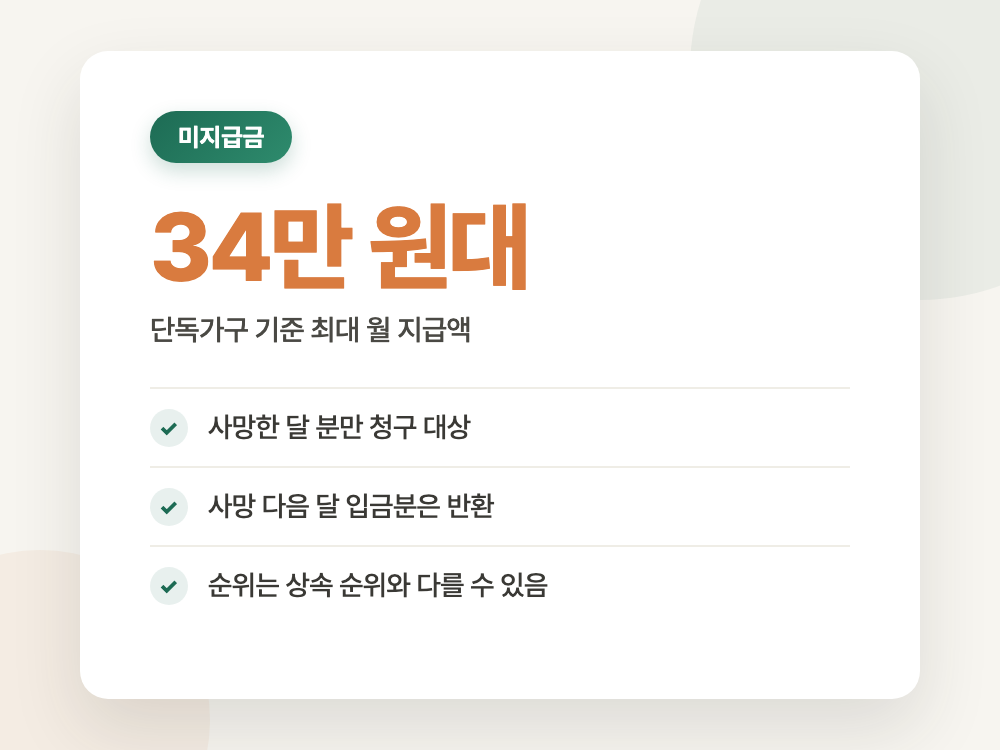 미지급금
34만 원대
단독가구 기준 최대 월 지급액
사망한 달 분만 청구 대상
사망 다음 달 입금분은 반환
순위는 상속 순위와 다를 수 있음